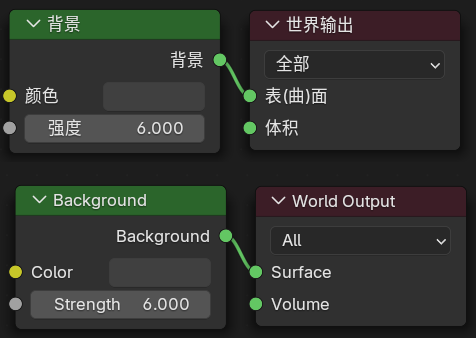 背景
背景
颜色
强度 6.000
世界输出
全部
表(曲)面
体积
Background
Background
Color
Strength 6.000
World Output
All
Surface
Volume